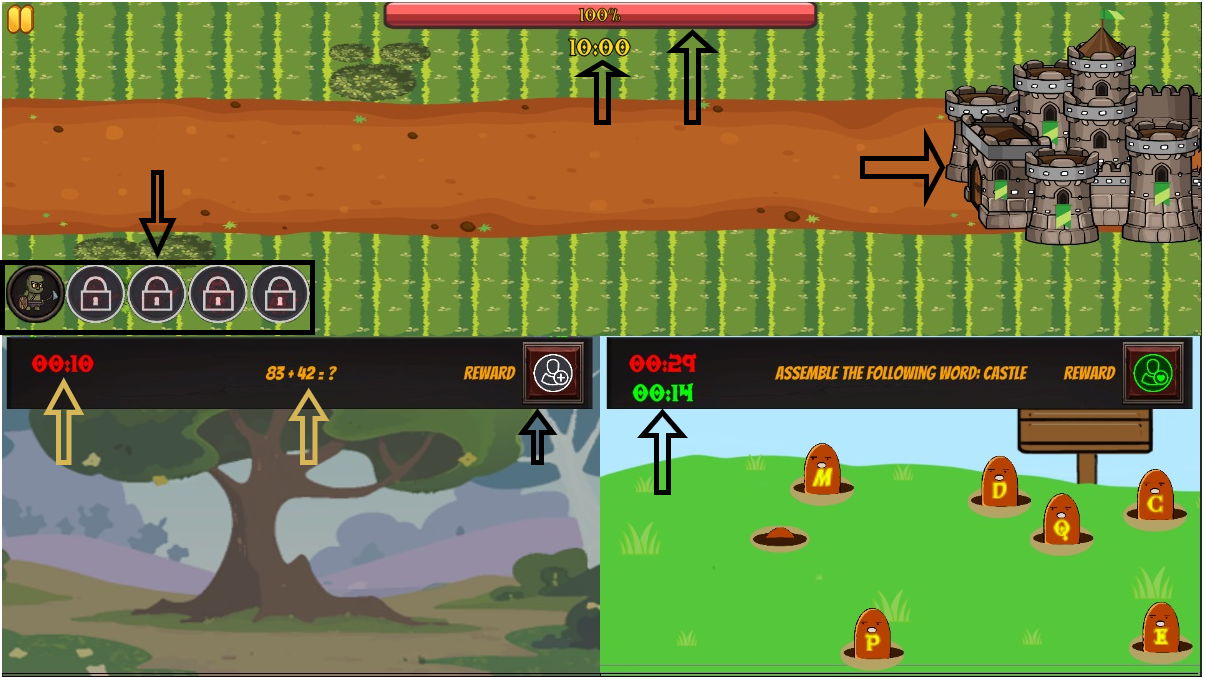 100%
10:00
00:10
83 + 42 = ?
REWARD
00:29
00:14
ASSEMBLE THE FOLLOWING WORD: CASTLE
REWARD
M
D
C
Q
P
E